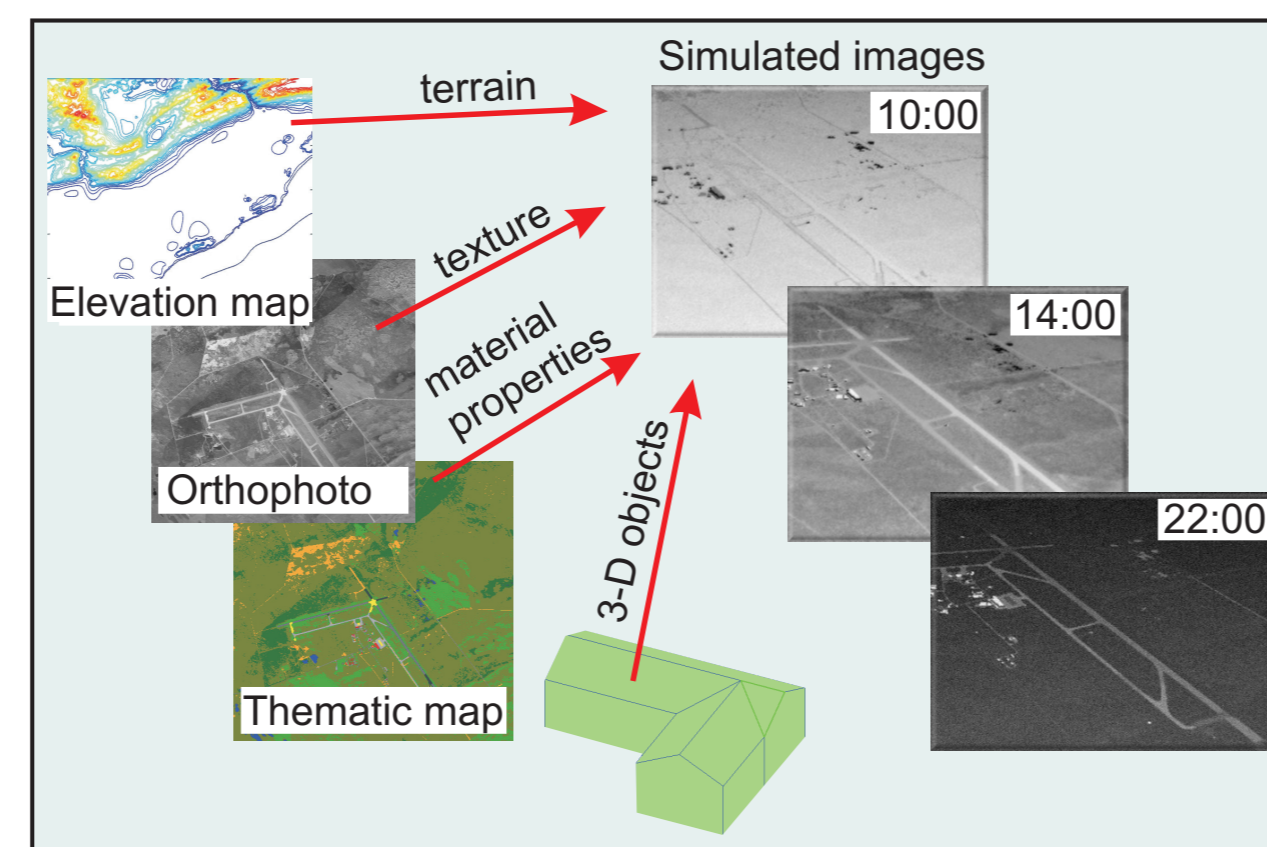 Simulated images
terrain
10:00
texture
Elevation map
14:00
material
properties
Orthophoto
3-D objects
22:00
Thematic map